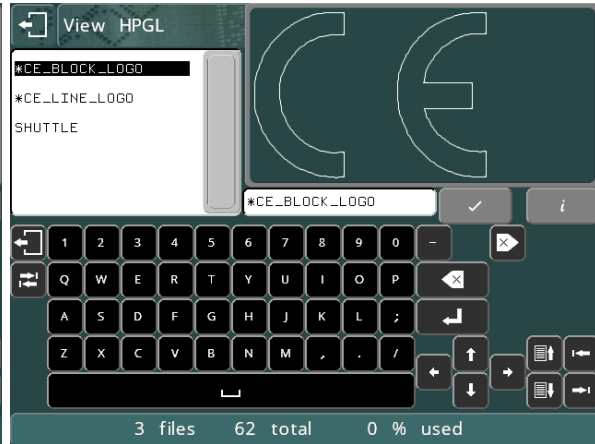 View HPGL
*CE_BLOCK_LOGO
*CE_LINE_LOGO
SHUTTLE
CE
*CE_BLOCK_LOGO
i
1 2 3 4 5 6 7 8 9 0 -
Q W E R T Y U I O P
A S D F G H J K L ;
Z X C V B N M , . /
3 files 62 total 0 % used